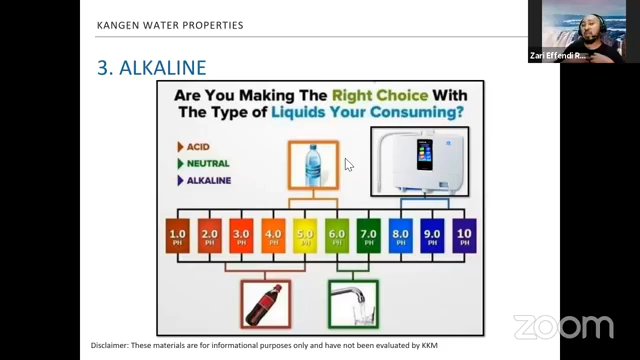 KANGEN WATER PROPERTIES
Zari Effendi R...
3. ALKALINE
Are You Making The Right Choice With
The Type of Liquids Your Consuming?
ACID
NEUTRAL
ALKALINE
1.0 PH 2.0 PH 3.0 PH 4.0 PH 5.0 PH 6.0 PH 7.0 PH 8.0 PH 9.0 PH 10 PH
Disclaimer: These materials are for informational purposes only and have not been evaluated by KKM
zoom